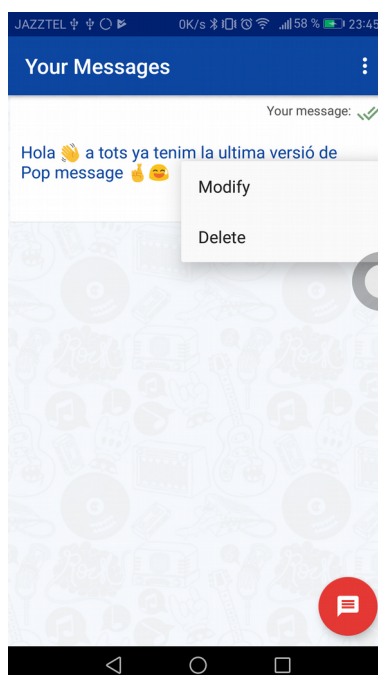 JAZZTEL 0K/s 58 % 23:45
Your Messages
Your message:
Hola 👋 a tots ya tenim la ultima versió de
Pop message 🤞😊
Modify
Delete